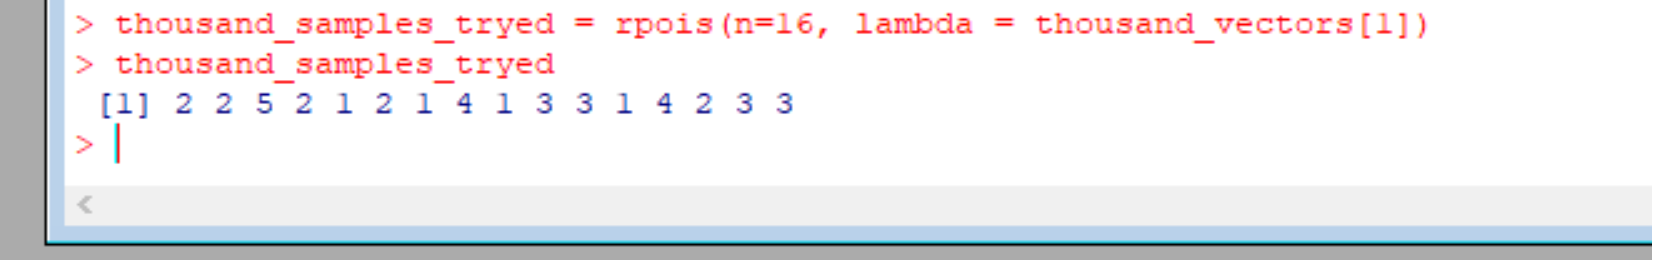 > thousand_samples_tryed = rpois(n=16, lambda = thousand_vectors[1])
> thousand_samples_tryed
[1] 2 2 5 2 1 2 1 4 1 3 3 1 4 2 3 3
>